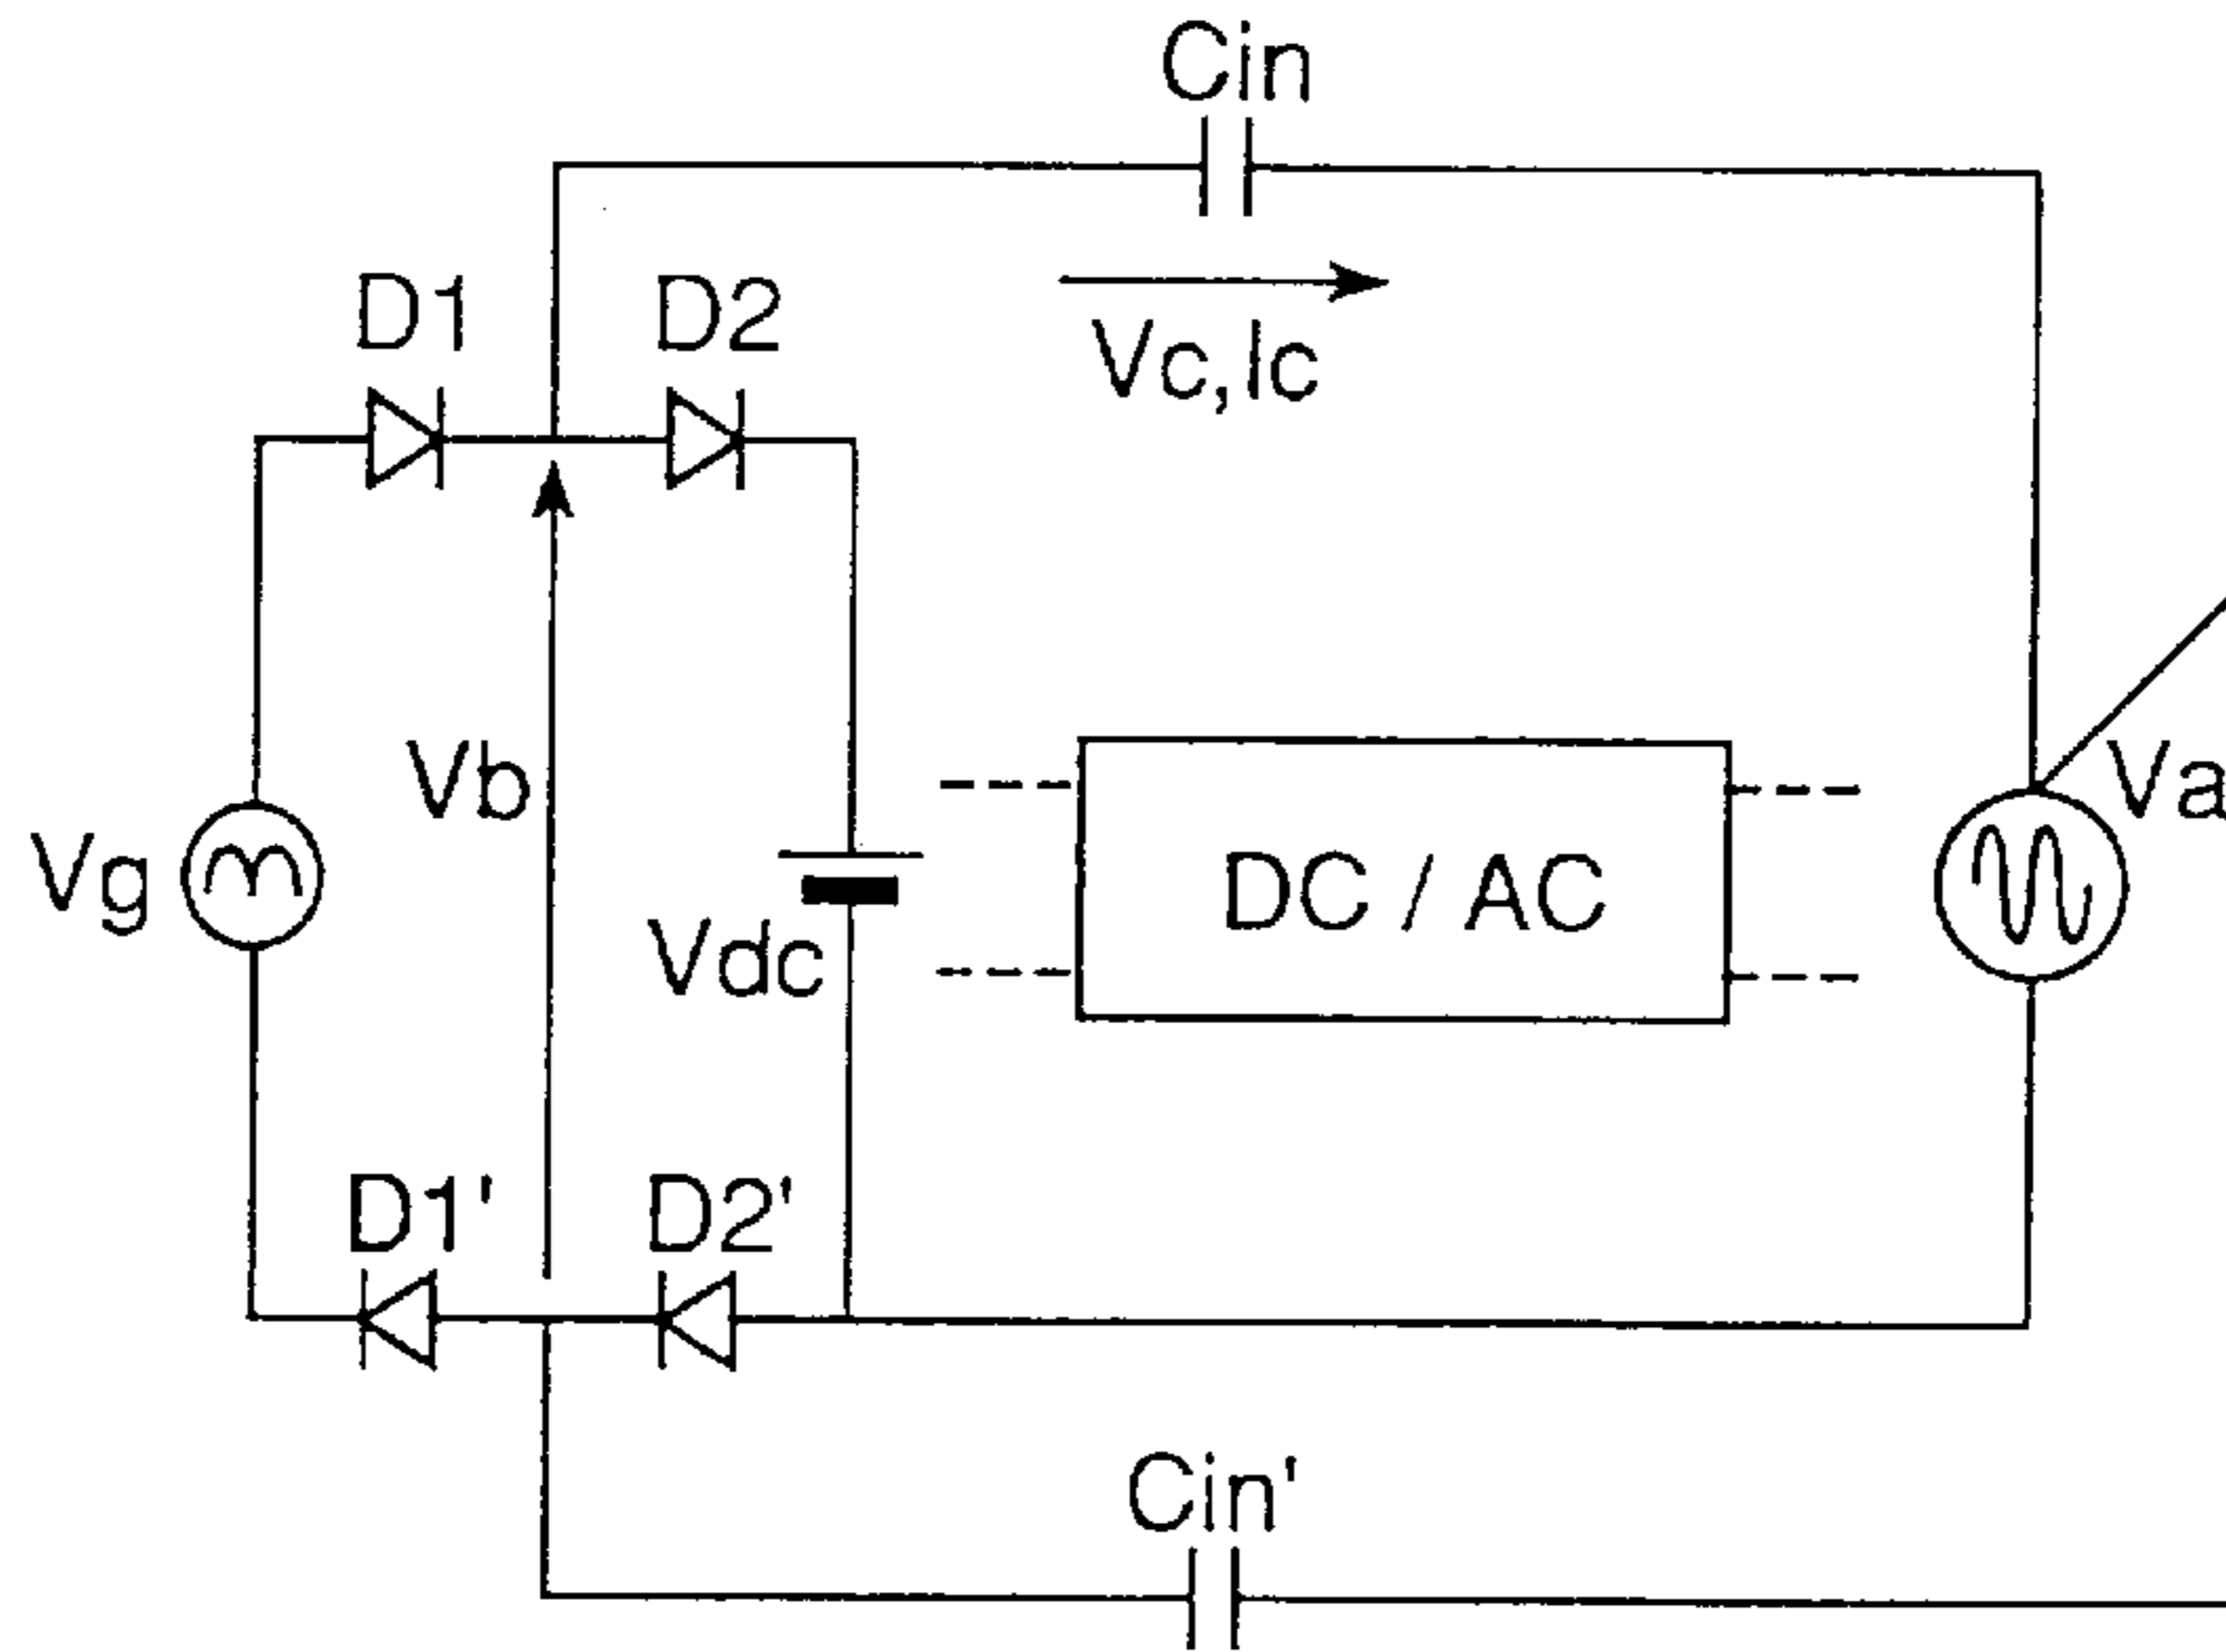 Cin
D1
D2
Vc,Ic
Vb
Va
Vg
DC / AC
Vdc
D1'
D2'
Cin'